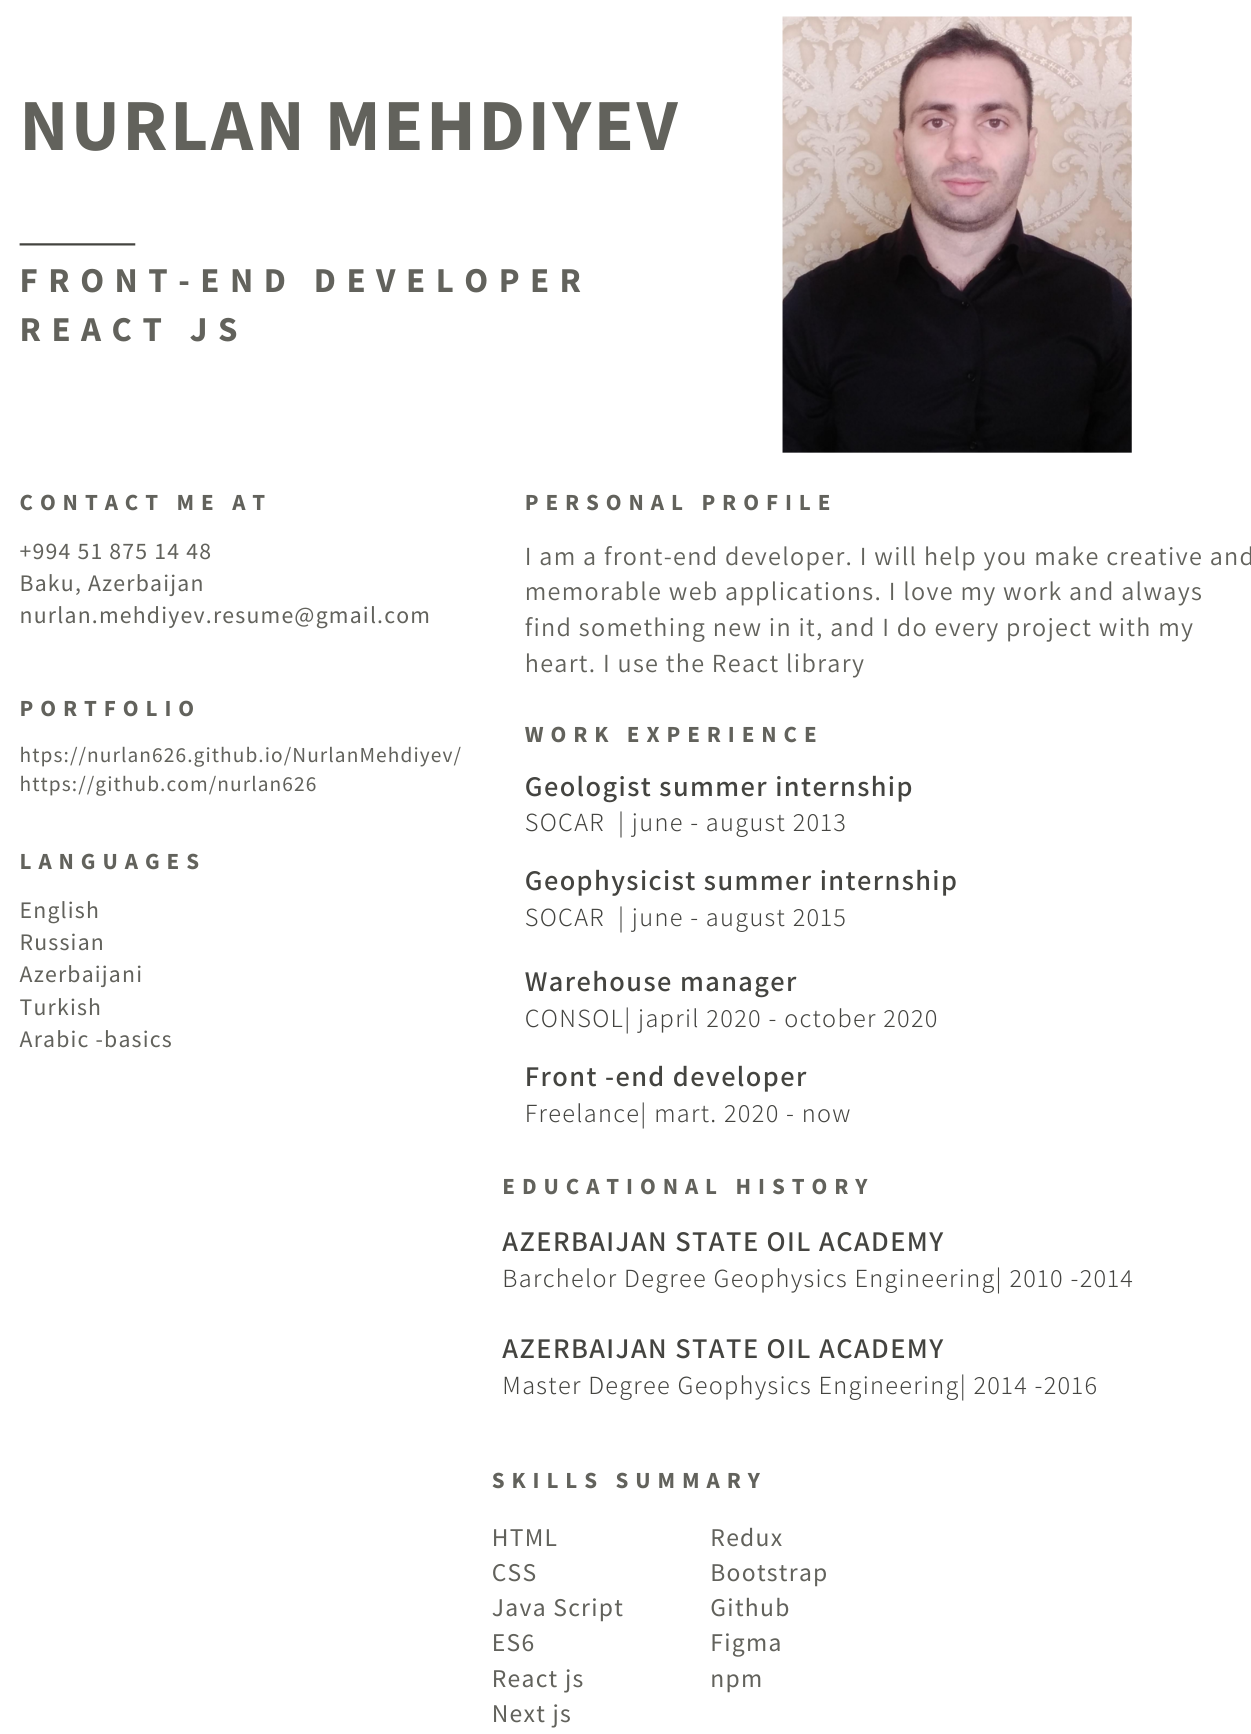 NURLAN MEHDIYEV
FRONT-END DEVELOPER
REACT JS
CONTACT ME AT
+994 51 875 14 48
Baku, Azerbaijan
nurlan.mehdiyev.resume@gmail.com
PORTFOLIO
htps://nurlan626.github.io/NurlanMehdiyev/
https://github.com/nurlan626
LANGUAGES
English
Russian
Azerbaijani
Turkish
Arabic -basics
PERSONAL PROFILE
I am a front-end developer. I will help you make creative and
memorable web applications. I love my work and always
find something new in it, and I do every project with my
heart. I use the React library
WORK EXPERIENCE
Geologist summer internship
SOCAR | june - august 2013
Geophysicist summer internship
SOCAR | june - august 2015
Warehouse manager
CONSOL| japril 2020 - october 2020
Front -end developer
Freelance| mart. 2020 - now
EDUCATIONAL HISTORY
AZERBAIJAN STATE OIL ACADEMY
Barchelor Degree Geophysics Engineering| 2010 -2014
AZERBAIJAN STATE OIL ACADEMY
Master Degree Geophysics Engineering| 2014 -2016
SKILLS SUMMARY
HTML
CSS
Java Script
ES6
React js
Next js
Redux
Bootstrap
Github
Figma
npm